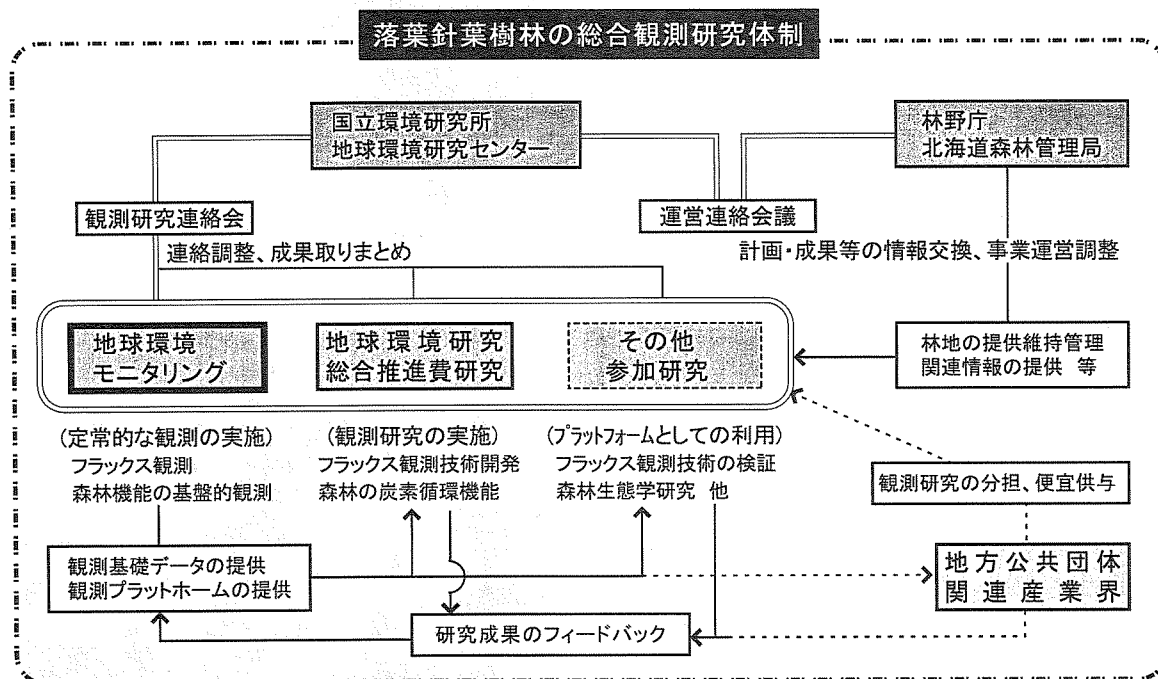 落葉針葉樹林の総合観測研究体制
国立環境研究所
地球環境研究センター
林野庁
北海道森林管理局
観測研究連絡会
運営連絡会議
連絡調整、成果取りまとめ
計画・成果等の情報交換、事業運営調整
地球環境
モニタリング
地球環境研究
総合推進費研究
その他
参加研究
林地の提供維持管理
関連情報の提供 等
(定常的な観測の実施)
フラックス観測
森林機能の基盤的観測
(観測研究の実施)
フラックス観測技術開発
森林の炭素循環機能
(プラットフォームとしての利用)
フラックス観測技術の検証
森林生態学研究 他
観測研究の分担、便宜供与
観測基礎データの提供
観測プラットホームの提供
地方公共団体
関連産業界
研究成果のフィードバック